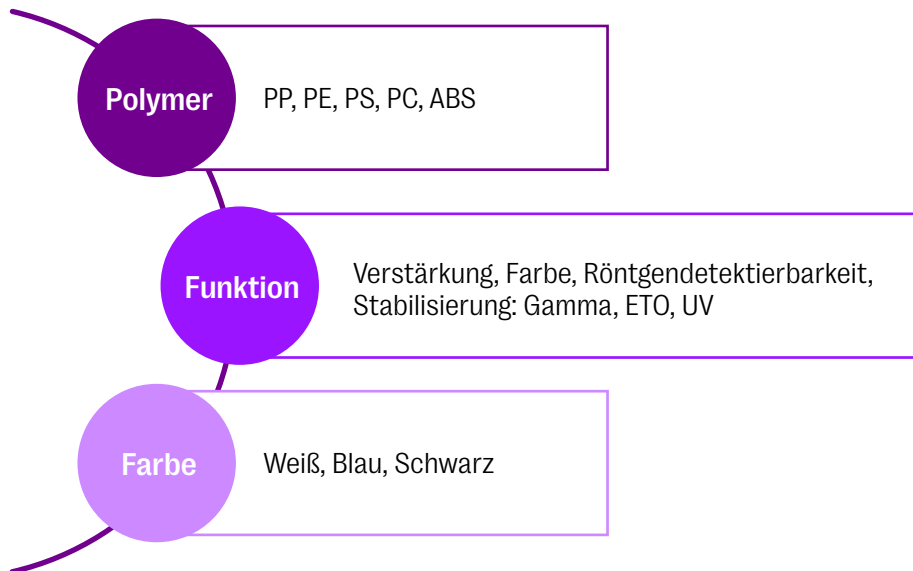 Polymer
PP, PE, PS, PC, ABS
Funktion
Verstärkung, Farbe, Röntgendetektierbarkeit,
Stabilisierung: Gamma, ETO, UV
Farbe
Weiß, Blau, Schwarz